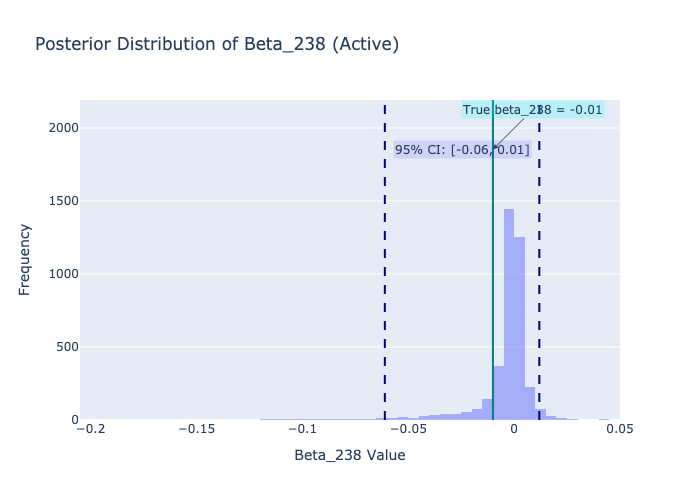 Posterior Distribution of Beta_238 (Active)
True beta_238 = -0.01
95% CI: [-0.06, 0.01]
2000
1500
1000
500
0
Frequency
−0.2
−0.15
−0.1
−0.05
0
0.05
Beta_238 Value